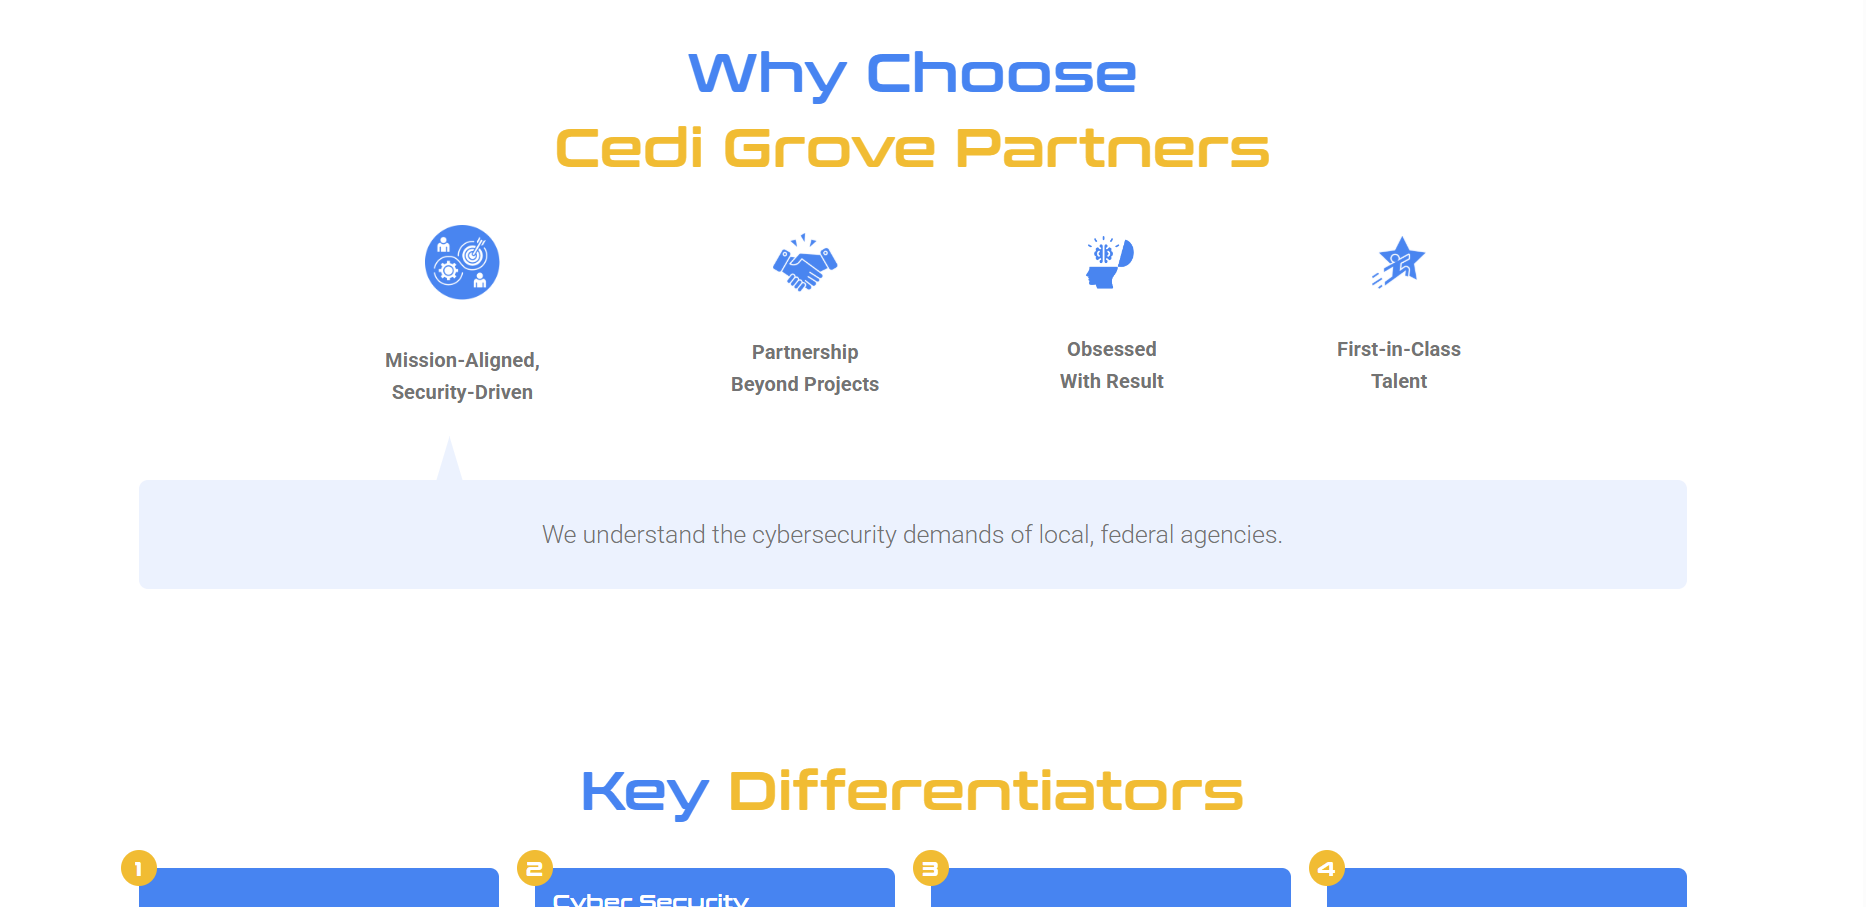 Why Choose
Cedi Grove Partners
Mission-Aligned,
Security-Driven
Partnership
Beyond Projects
Obsessed
With Result
First-in-Class
Talent
We understand the cybersecurity demands of local, federal agencies.
Key Differentiators
1
2
3
4
Cyber Security